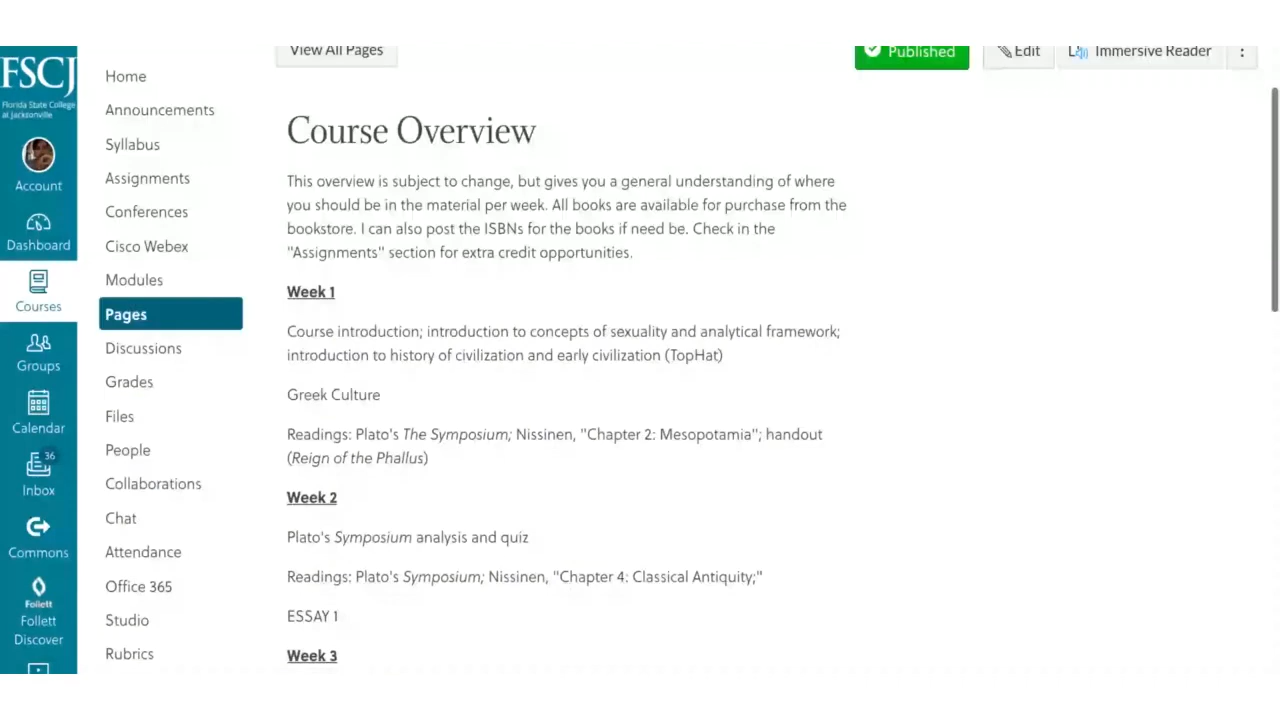 FSCJ
Florida State College
at Jacksonville
Account
Dashboard
Courses
Groups
Calendar
36
Inbox
Commons
Follett
Follett
Discover
Home
Announcements
Syllabus
Assignments
Conferences
Cisco Webex
Modules
Pages
Discussions
Grades
Files
People
Collaborations
Chat
Attendance
Office 365
Studio
Rubrics
View All Pages
Published
Edit
Immersive Reader
Course Overview
This overview is subject to change, but gives you a general understanding of where
you should be in the material per week. All books are available for purchase from the
bookstore. I can also post the ISBNs for the books if need be. Check in the
"Assignments" section for extra credit opportunities.
Week 1
Course introduction; introduction to concepts of sexuality and analytical framework;
introduction to history of civilization and early civilization (TopHat)
Greek Culture
Readings: Plato's The Symposium; Nissinen, "Chapter 2: Mesopotamia"; handout
(Reign of the Phallus)
Week 2
Plato's Symposium analysis and quiz
Readings: Plato's Symposium; Nissinen, "Chapter 4: Classical Antiquity;"
ESSAY 1
Week 3